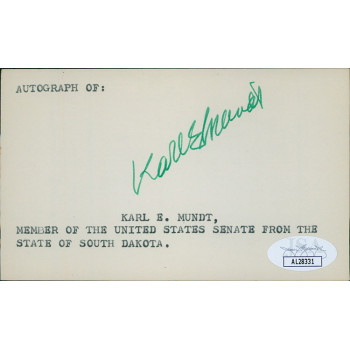 AUTOGRAPH OF:
Karl E Mundt
KARL E. MUNDT,
MEMBER OF THE UNITED STATES SENATE FROM THE
STATE OF SOUTH DAKOTA.
AL28331